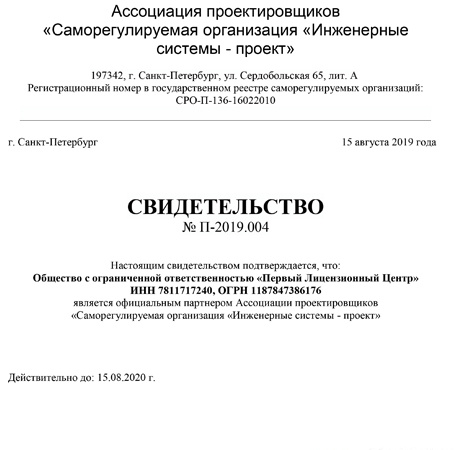 Ассоциация проектировщиков
«Саморегулируемая организация «Инженерные
системы - проект»
197342, г. Санкт-Петербург, ул. Сердобольская 65, лит. А
Регистрационный номер в государственном реестре саморегулируемых организаций:
СРО-П-136-16022010
г. Санкт-Петербург 15 августа 2019 года
СВИДЕТЕЛЬСТВО
№ П-2019.004
Настоящим свидетельством подтверждается, что:
Общество с ограниченной ответственностью «Первый Лицензионный Центр»
ИНН 7811717240, ОГРН 1187847386176
является официальным партнером Ассоциации проектировщиков
«Саморегулируемая организация «Инженерные системы - проект»
Действительно до: 15.08.2020 г.